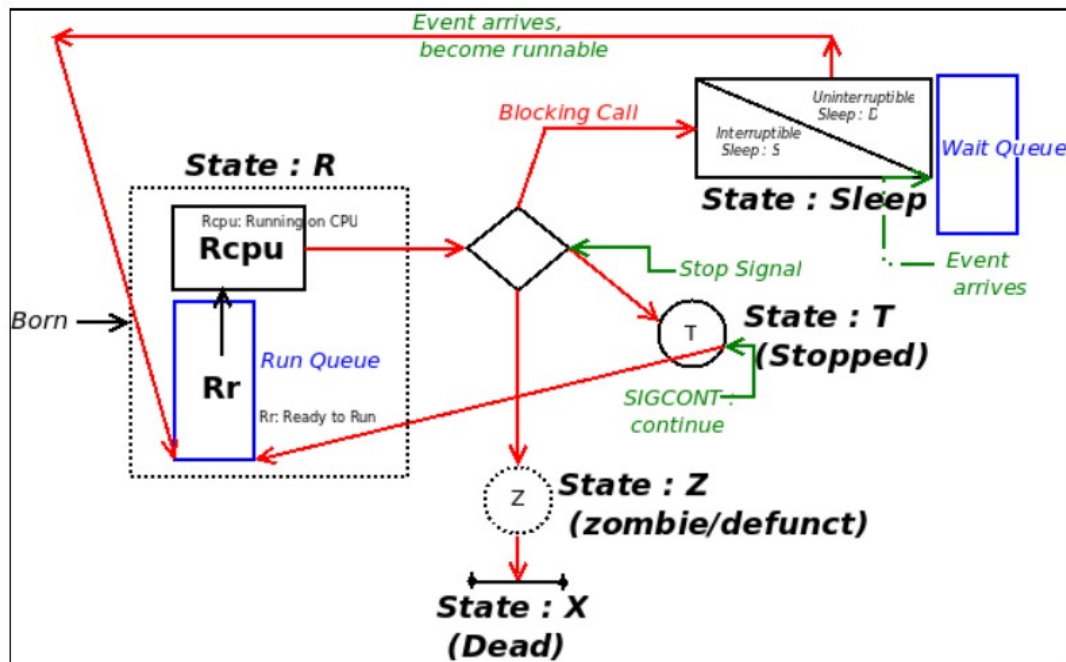 Event arrives,
become runnable
Blocking Call
Uninterruptible
Sleep : D
Interruptible
Sleep : S
Wait Queue
State : Sleep
State : R
Rcpu: Running on CPU
Rcpu
Stop Signal
Event
arrives
Born
Run Queue
Rr
Rr: Ready to Run
T
State : T
(Stopped)
SIGCONT :
continue
Z
State : Z
(zombie/defunct)
State : X
(Dead)